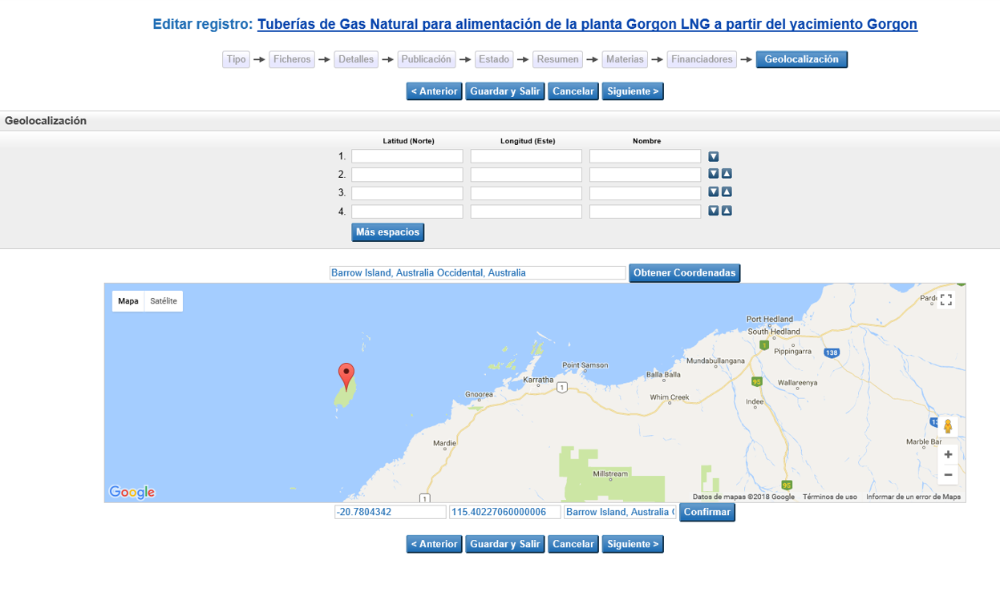 Editar registro: Tuberías de Gas Natural para alimentación de la planta Gorgon LNG a partir del yacimiento Gorgon
Tipo Ficheros Detalles Publicación Estado Resumen Materias Financiadores Geolocalización
< Anterior Guardar y Salir Cancelar Siguiente >
Geolocalización
Latitud (Norte) Longitud (Este) Nombre
1.
2.
3.
4.
Más espacios
Barrow Island, Australia Occidental, Australia Obtener Coordenadas
Mapa Satélite
Port Hedland
South Hedland
1
Pippingarra
138
Mundabullangana
Point Samson
Balla Balla
Karratha
1
95
Wallareenya
Gnoorea
Whim Creek
Indee
Mardie
Marble Bar
Millstream
95
1
Google
Datos de mapas ©2018 Google Términos de uso Informar de un error de Maps
-20.7804342 115.40227060000006 Barrow Island, Australia Confirmar
< Anterior Guardar y Salir Cancelar Siguiente >